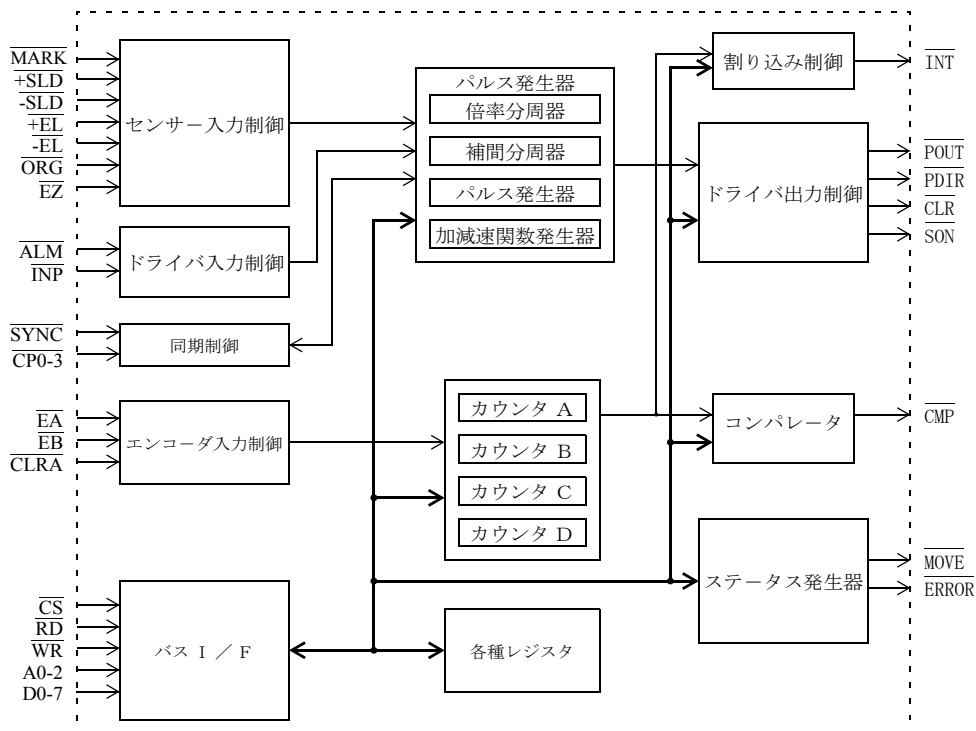 MARK
+SLD
-SLD
+EL
-EL
ORG
EZ
センサー入力制御
ALM
INP
ドライバ入力制御
SYNC
CP0-3
同期制御
EA
EB
CLRA
エンコーダ入力制御
CS
RD
WR
A0-2
D0-7
バス I / F
パルス発生器
倍率分周器
補間分周器
パルス発生器
加減速関数発生器
カウンタ A
カウンタ B
カウンタ C
カウンタ D
各種レジスタ
割り込み制御
INT
ドライバ出力制御
POUT
PDIR
CLR
SON
コンパレータ
CMP
ステータス発生器
MOVE
ERROR